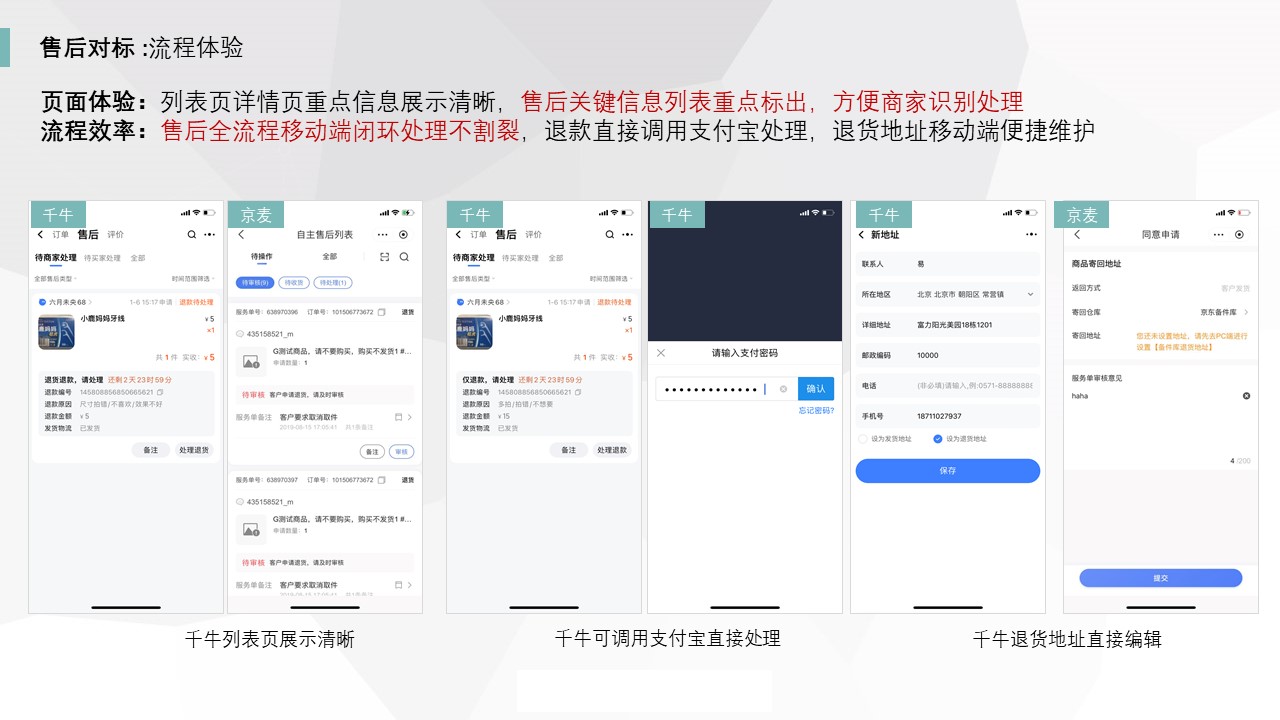 售后对标 :流程体验
页面体验：列表页详情页重点信息展示清晰，售后关键信息列表重点标出，方便商家识别处理
流程效率：售后全流程移动端闭环处理不割裂，退款直接调用支付宝处理，退货地址移动端便捷维护
千牛
订单 售后 评价
待商家处理 待买家处理 全部
全部售后类型 时间范围筛选
六月未央68 1-6 15:17申请 退款待处理
小鹿妈妈牙线 ¥5
×1
共 1 件 实收: ¥5
退货退款，请处理 还剩2天23时59分
退款编号 145808856850665621
退款原因 尺寸拍错/不喜欢/效果不好
退款金额 ¥5
发货物流 已发货
备注 处理退货
京麦
自主售后列表
待操作 全部
待审核(9) 待收货 待处理(1)
服务单号: 638970396 订单号: 101506773672 退货
435158521_m
G测试商品，请不要购买，购买不发货1 #...
申请数量: 1
待审核 客户申请退货，请及时审核
服务单备注 客户要求取消取件
2019-08-15 17:05:41 共1条备注
备注 审核
服务单号: 638970397 订单号: 101506773672 退货
435158521_m
G测试商品，请不要购买，购买不发货1 #...
申请数量: 1
待审核 客户申请退货，请及时审核
服务单备注 客户要求取消取件
千牛
订单 售后 评价
待商家处理 待买家处理 全部
全部售后类型 时间范围筛选
六月未央68 1-6 15:17申请 退款待处理
小鹿妈妈牙线 ¥5
×1
共 1 件 实收: ¥5
仅退款，请处理 还剩2天23时59分
退款编号 145808856850665621
退款原因 多拍/拍错/不想要
退款金额 ¥15
发货物流 已发货
备注 处理退款
千牛
请输入支付密码
确认
忘记密码?
千牛
新地址
联系人 易
所在地区 北京 北京市 朝阳区 常营镇
详细地址 富力阳光美园18栋1201
邮政编码 10000
电话 (非必填)请输入,例:0571-88888888
手机号 18711027937
设为发货地址 设为退货地址
保存
京麦
同意申请
商品寄回地址
返回方式 客户发货
寄回仓库 京东备件库
寄回地址 您还未设置地址，请先去PC端进行
设置【备件库退货地址】
服务单审核意见
haha
4 /200
提交
千牛列表页展示清晰
千牛可调用支付宝直接处理
千牛退货地址直接编辑